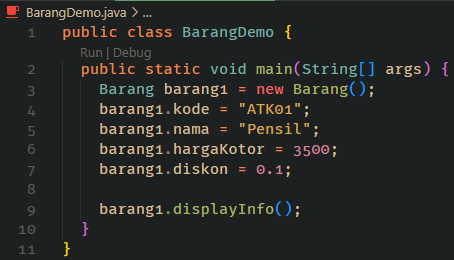 BarangDemo.java > ...
1 public class BarangDemo {
Run | Debug
2 public static void main(String[] args) {
3 Barang barang1 = new Barang();
4 barang1.kode = "ATK01";
5 barang1.nama = "Pensil";
6 barang1.hargaKotor = 3500;
7 barang1.diskon = 0.1;
8
9 barang1.displayInfo();
10 }
11 }